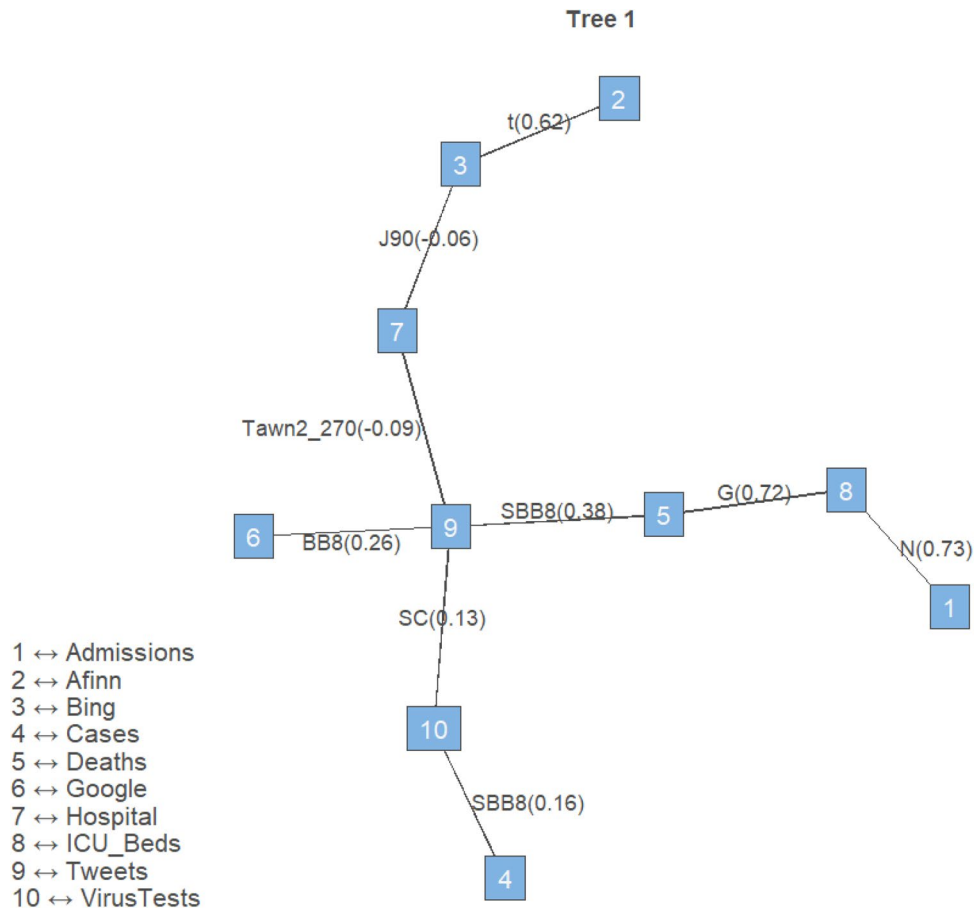 Tree 1
2
t(0.62)
3
J90(-0.06)
7
Tawn2_270(-0.09)
8
G(0.72)
SBB8(0.38)
5
9
6
BB8(0.26)
N(0.73)
1
SC(0.13)
10
SBB8(0.16)
4
1 ↔ Admissions
2 ↔ Afinn
3 ↔ Bing
4 ↔ Cases
5 ↔ Deaths
6 ↔ Google
7 ↔ Hospital
8 ↔ ICU_Beds
9 ↔ Tweets
10 ↔ VirusTests